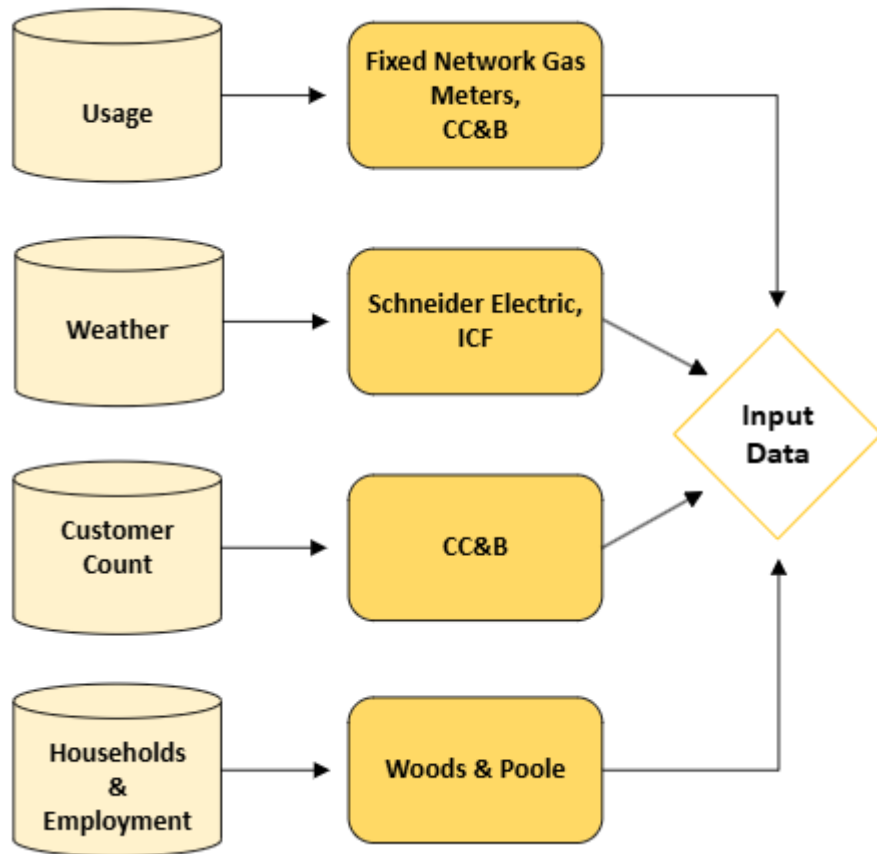 Usage
Fixed Network Gas
Meters,
CC&B
Weather
Schneider Electric,
ICF
Input
Data
Customer
Count
CC&B
Households
&
Employment
Woods & Poole